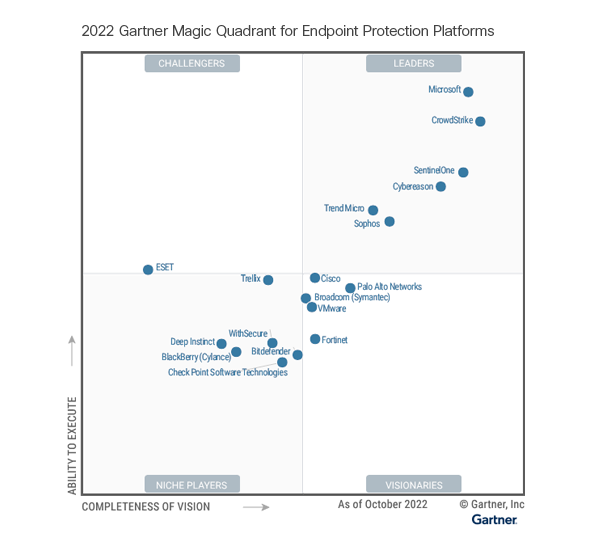 2022 Gartner Magic Quadrant for Endpoint Protection Platforms
CHALLENGERS
LEADERS
Microsoft
CrowdStrike
SentinelOne
Cybereason
Trend Micro
Sophos
ESET
Trellix
Cisco
Palo Alto Networks
Broadcom (Symantec)
VMware
WithSecure
Deep Instinct
Fortinet
Bitdefender
BlackBerry (Cylance)
Check Point Software Technologies
ABILITY TO EXECUTE
NICHE PLAYERS
VISIONARIES
COMPLETENESS OF VISION
As of October 2022
© Gartner, Inc
Gartner